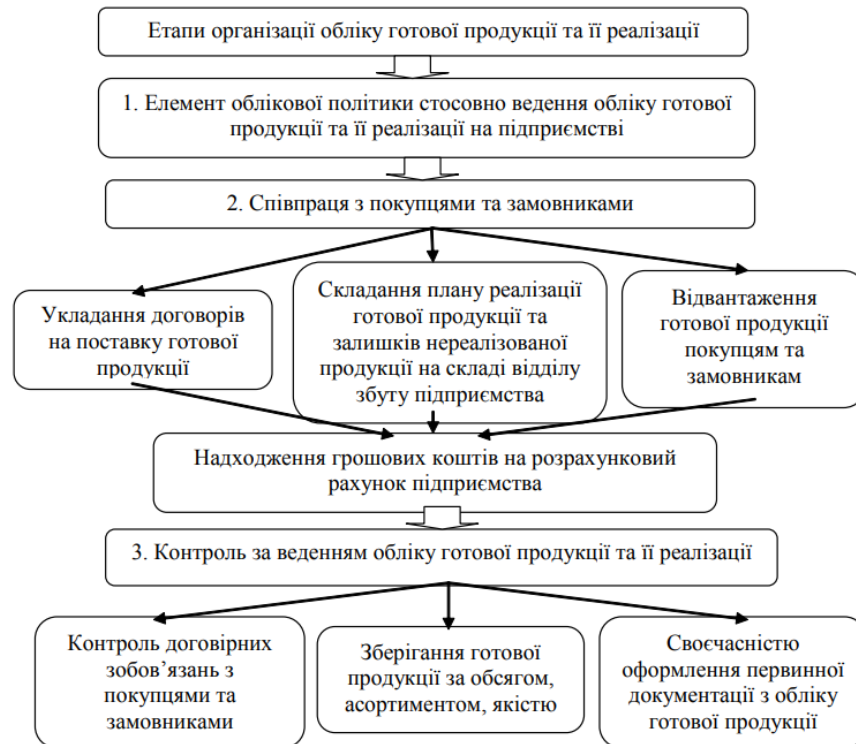 Етапи організації обліку готової продукції та її реалізації
1. Елемент облікової політики стосовно ведення обліку готової
продукції та її реалізації на підприємстві
2. Співпраця з покупцями та замовниками
Укладання договорів
на поставку готової
продукції
Складання плану реалізації
готової продукції та
залишків нереалізованої
продукції на складі відділу
збуту підприємства
Відвантаження
готової продукції
покупцям та
замовникам
Надходження грошових коштів на розрахунковий
рахунок підприємства
3. Контроль за веденням обліку готової продукції та її реалізації
Контроль договірних
зобов’язань з
покупцями та
замовниками
Зберігання готової
продукції за обсягом,
асортиментом, якістю
Своєчасністю
оформлення первинної
документації з обліку
готової продукції